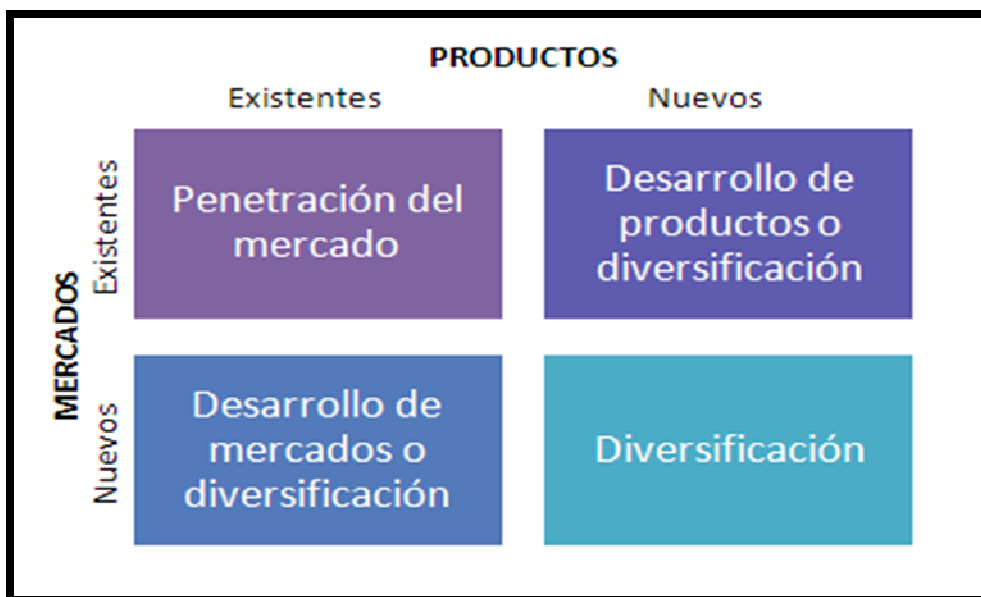 PRODUCTOS
Existentes
Nuevos
MERCADOS
Existentes
Penetración del
mercado
Desarrollo de
productos o
diversificación
Nuevos
Desarrollo de
mercados o
diversificación
Diversificación